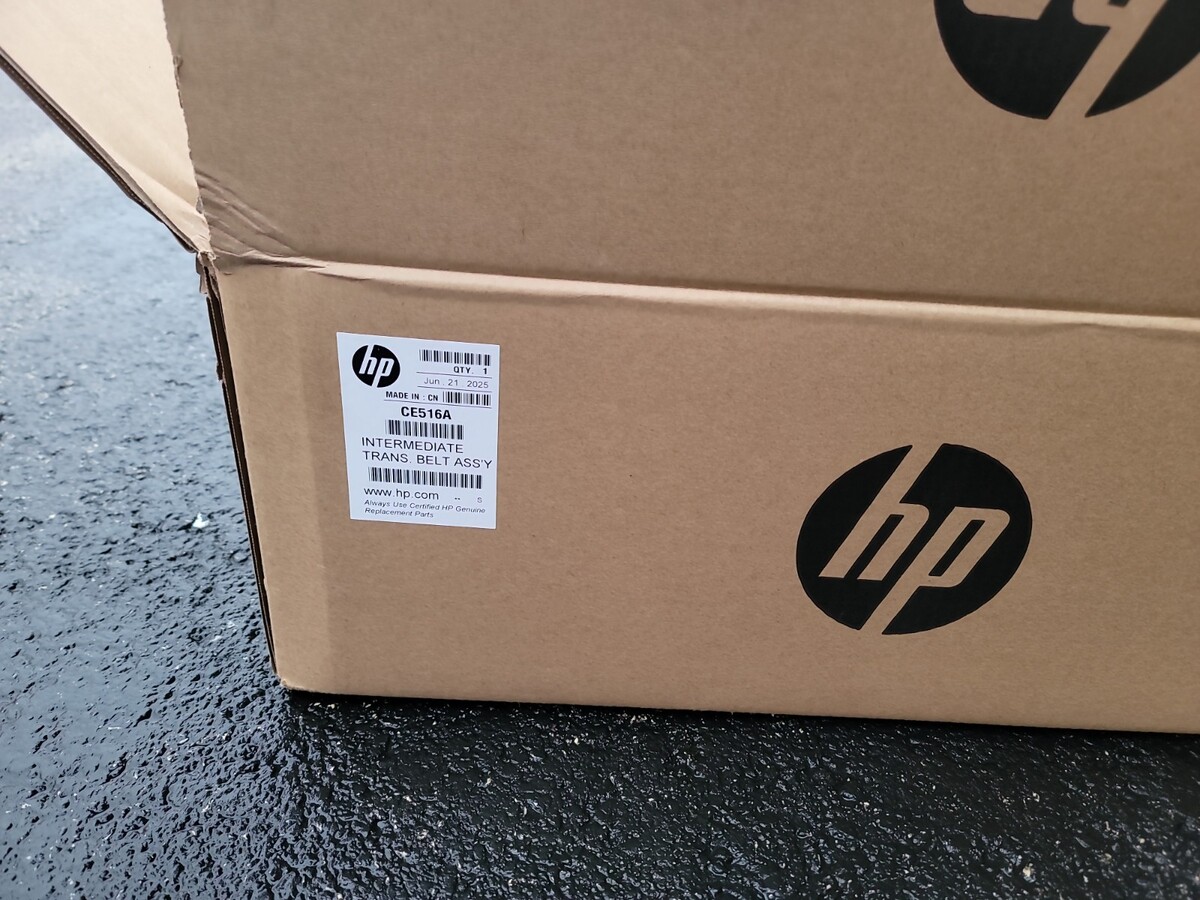 hp
hp
QTY. 1
Jun . 21 . 2025
MADE IN : CN
CE516A
INTERMEDIATE
TRANS. BELT ASS'Y
www.hp.com -- S
Always Use Certified HP Genuine
Replacement Parts
hp